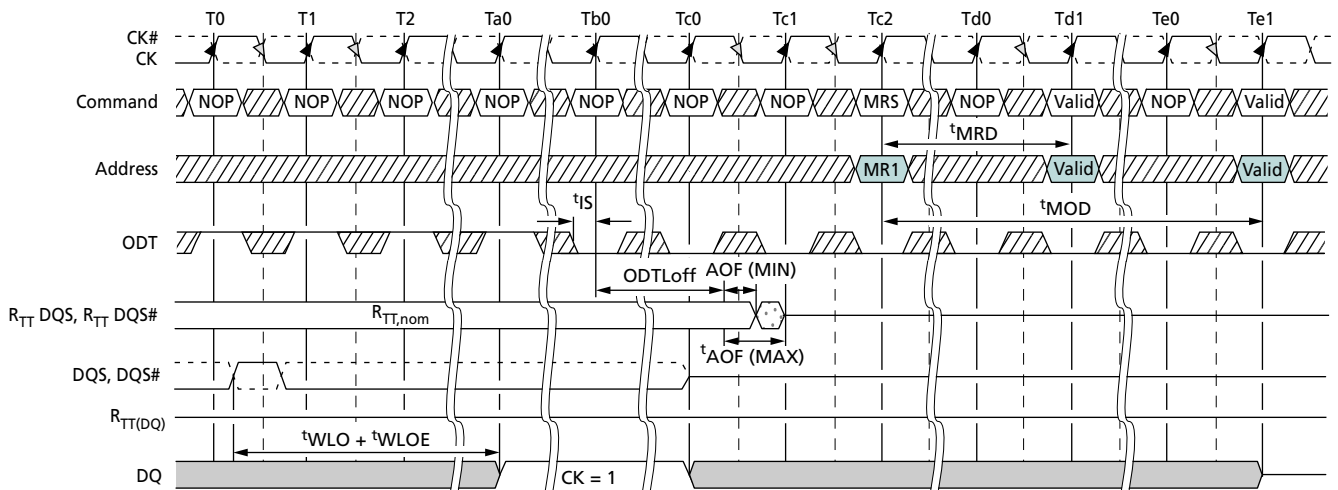 T0 T1 T2 Ta0 Tb0 Tc0 Tc1 Tc2 Td0 Td1 Te0 Te1
CK#
CK
Command NOP NOP NOP NOP NOP NOP NOP MRS NOP Valid NOP Valid
tMRD
Address MR1 Valid Valid
tIS
tMOD
ODT
ODTLoff AOF (MIN)
RTT DQS, RTT DQS# RTT,nom
tAOF (MAX)
DQS, DQS#
RTT(DQ)
tWLO + tWLOE
DQ CK = 1